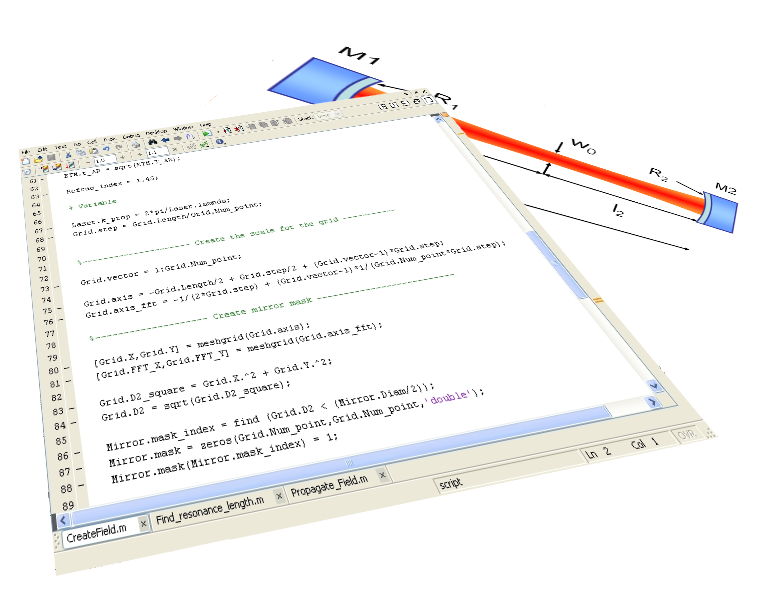 M1
R1
W0
R2
M2
l2
File Edit Text Go Cell Tools Debug Desktop Window Help
1.0
ETM.t_AR = sqrt(ETM.T_AR);
62
63
Refrac_index = 1.45;
64
65
% Variable
66
67
Laser.k_prop = 2*pi/Laser.lambda;
68
Grid.step = Grid.Length/Grid.Num_point;
69
70
%-------------------- Create the scale for the grid ----------
71
72
Grid.vector = 1:Grid.Num_point;
73
74
Grid.axis = -Grid.Length/2 + Grid.step/2 + (Grid.vector-1)*Grid.step;
75
Grid.axis_fft = -1/(2*Grid.step) + (Grid.vector-1)*1/(Grid.Num_point*Grid.step);
76
77
%-------------------- Create mirror mask --------------------
78
79
[Grid.X,Grid.Y] = meshgrid(Grid.axis);
80
[Grid.FFT_X,Grid.FFT_Y] = meshgrid(Grid.axis_fft);
81
82
Grid.D2_square = Grid.X.^2 + Grid.Y.^2;
83
Grid.D2 = sqrt(Grid.D2_square);
84
85
Mirror.mask_index = find (Grid.D2 < (Mirror.Diam/2));
86
Mirror.mask = zeros(Grid.Num_point,Grid.Num_point,'double');
87
Mirror.mask(Mirror.mask_index) = 1;
88
89
CreateField.m × Find_resonance_length.m × Propagate_Field.m ×
script Ln 2 Col 1 OVR